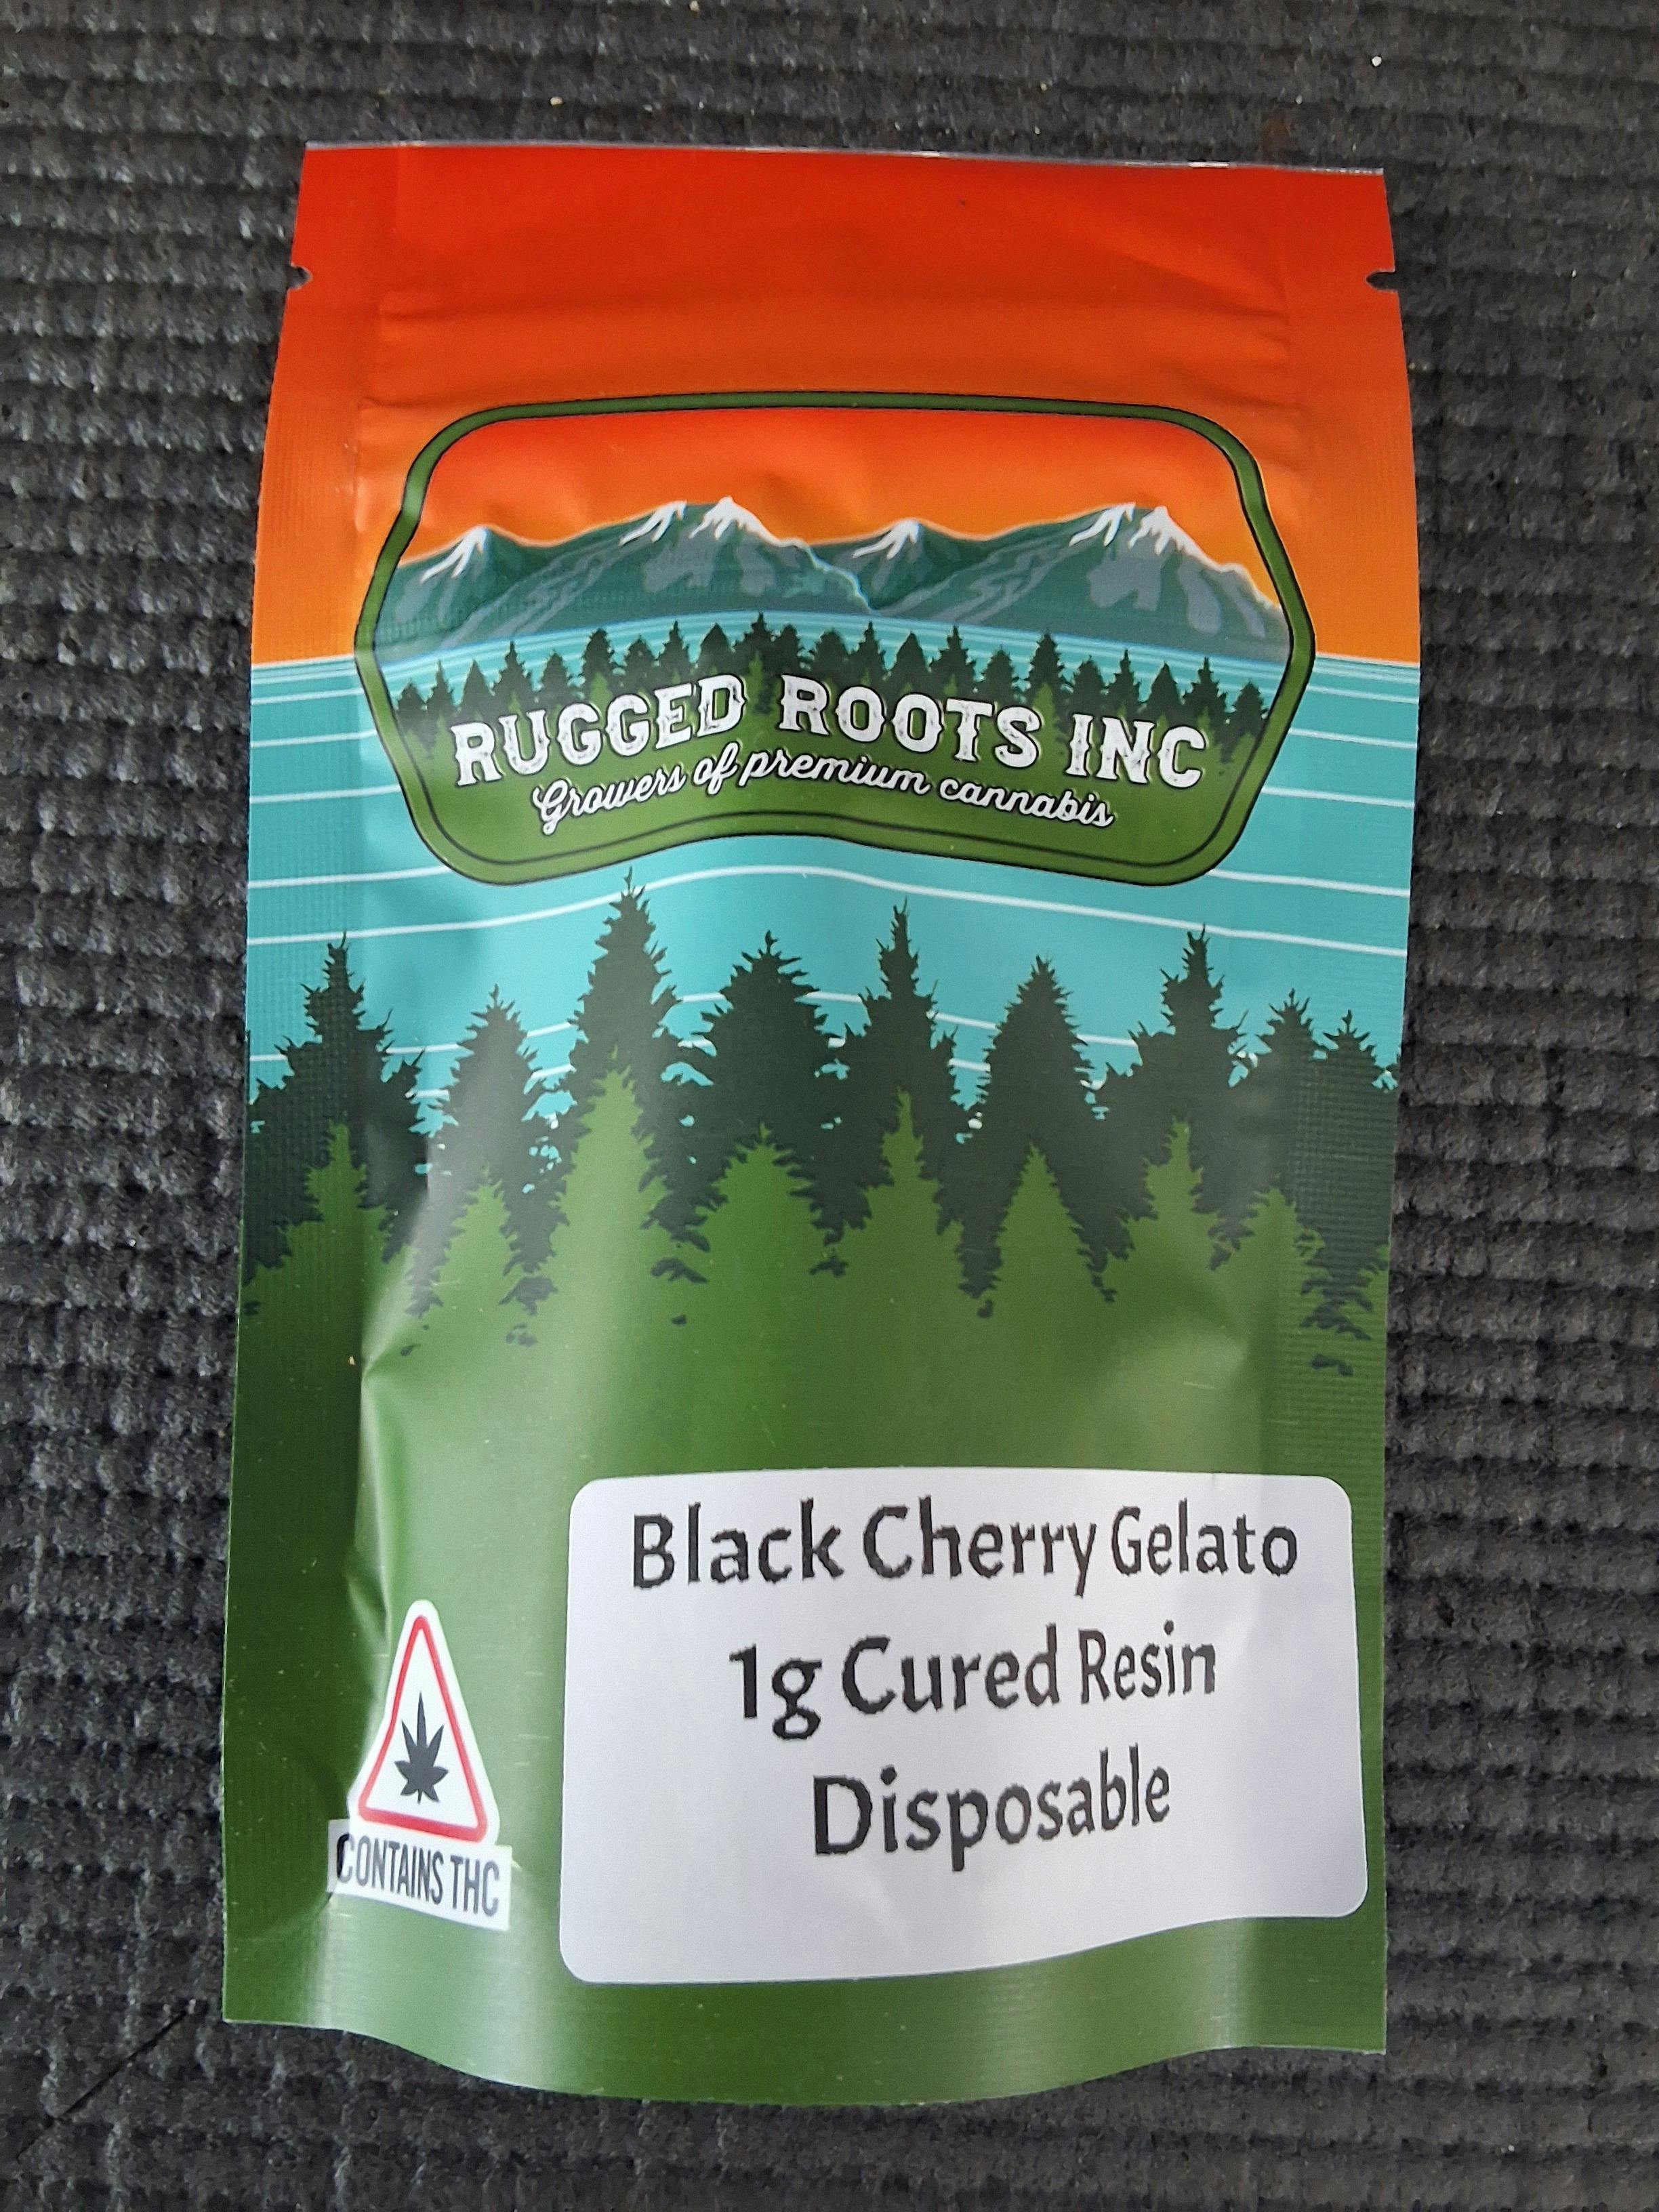 RUGGED ROOTS INC
Growers of premium cannabis
Black Cherry Gelato
1g Cured Resin
Disposable
CONTAINS THC